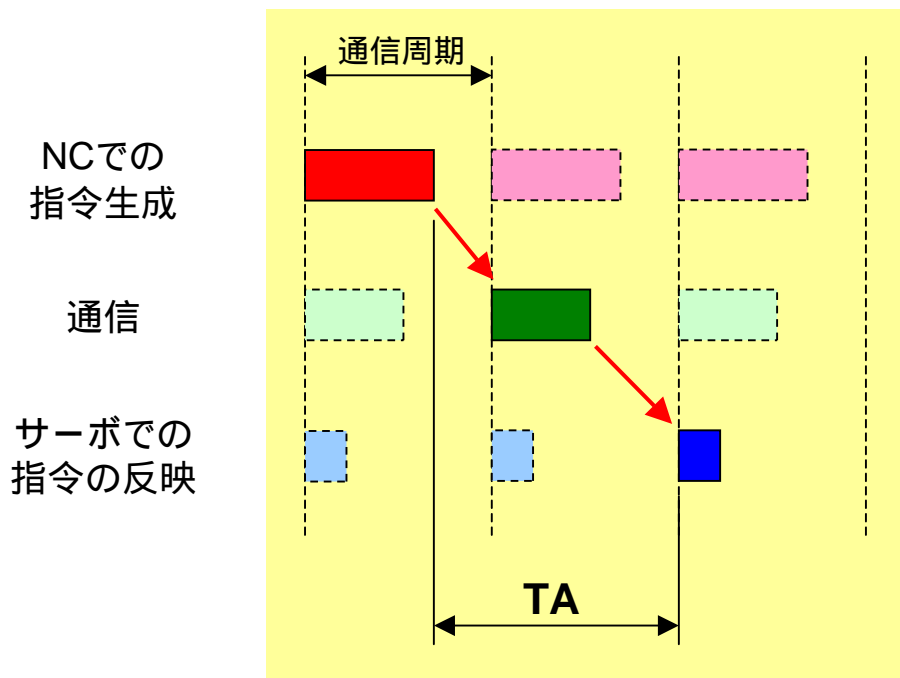 通信周期
NCでの
指令生成
通信
サーボでの
指令の反映
TA